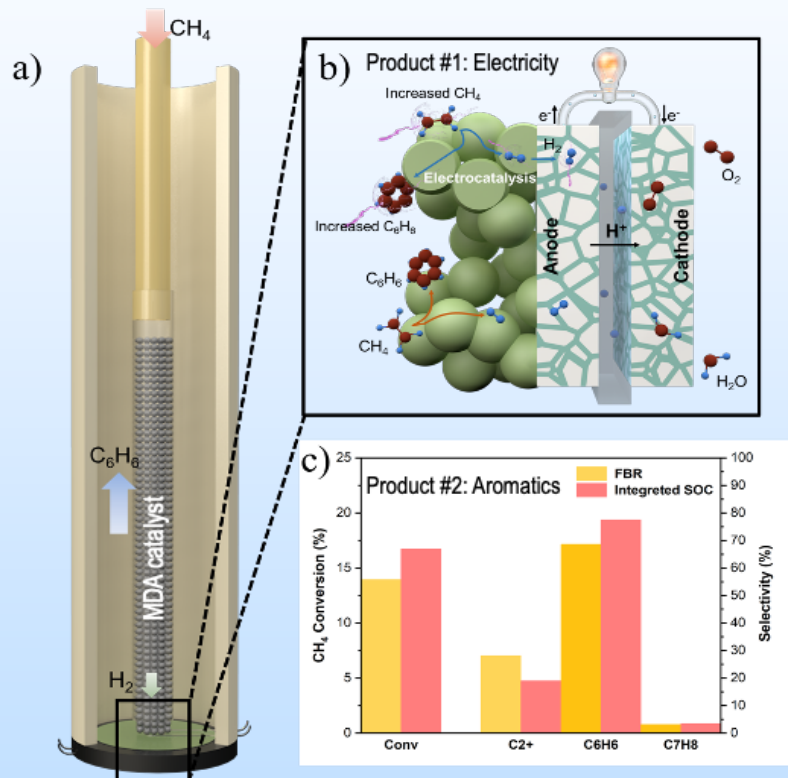 a)
CH₄
C₆H₆
MDA catalyst
H₂
b)
Product #1: Electricity
Increased CH₄
e⁻
e⁻
H₂
Electrocatalysis
Increased C₆H₈
O₂
H⁺
Anode
Cathode
C₆H₆
CH₄
H₂O
c)
Product #2: Aromatics
FBR
Integreted SOC
CH₄ Conversion (%)
25
20
15
10
5
0
Selectivity (%)
100
90
80
70
60
50
40
30
20
10
0
Conv
C2+
C6H6
C7H8